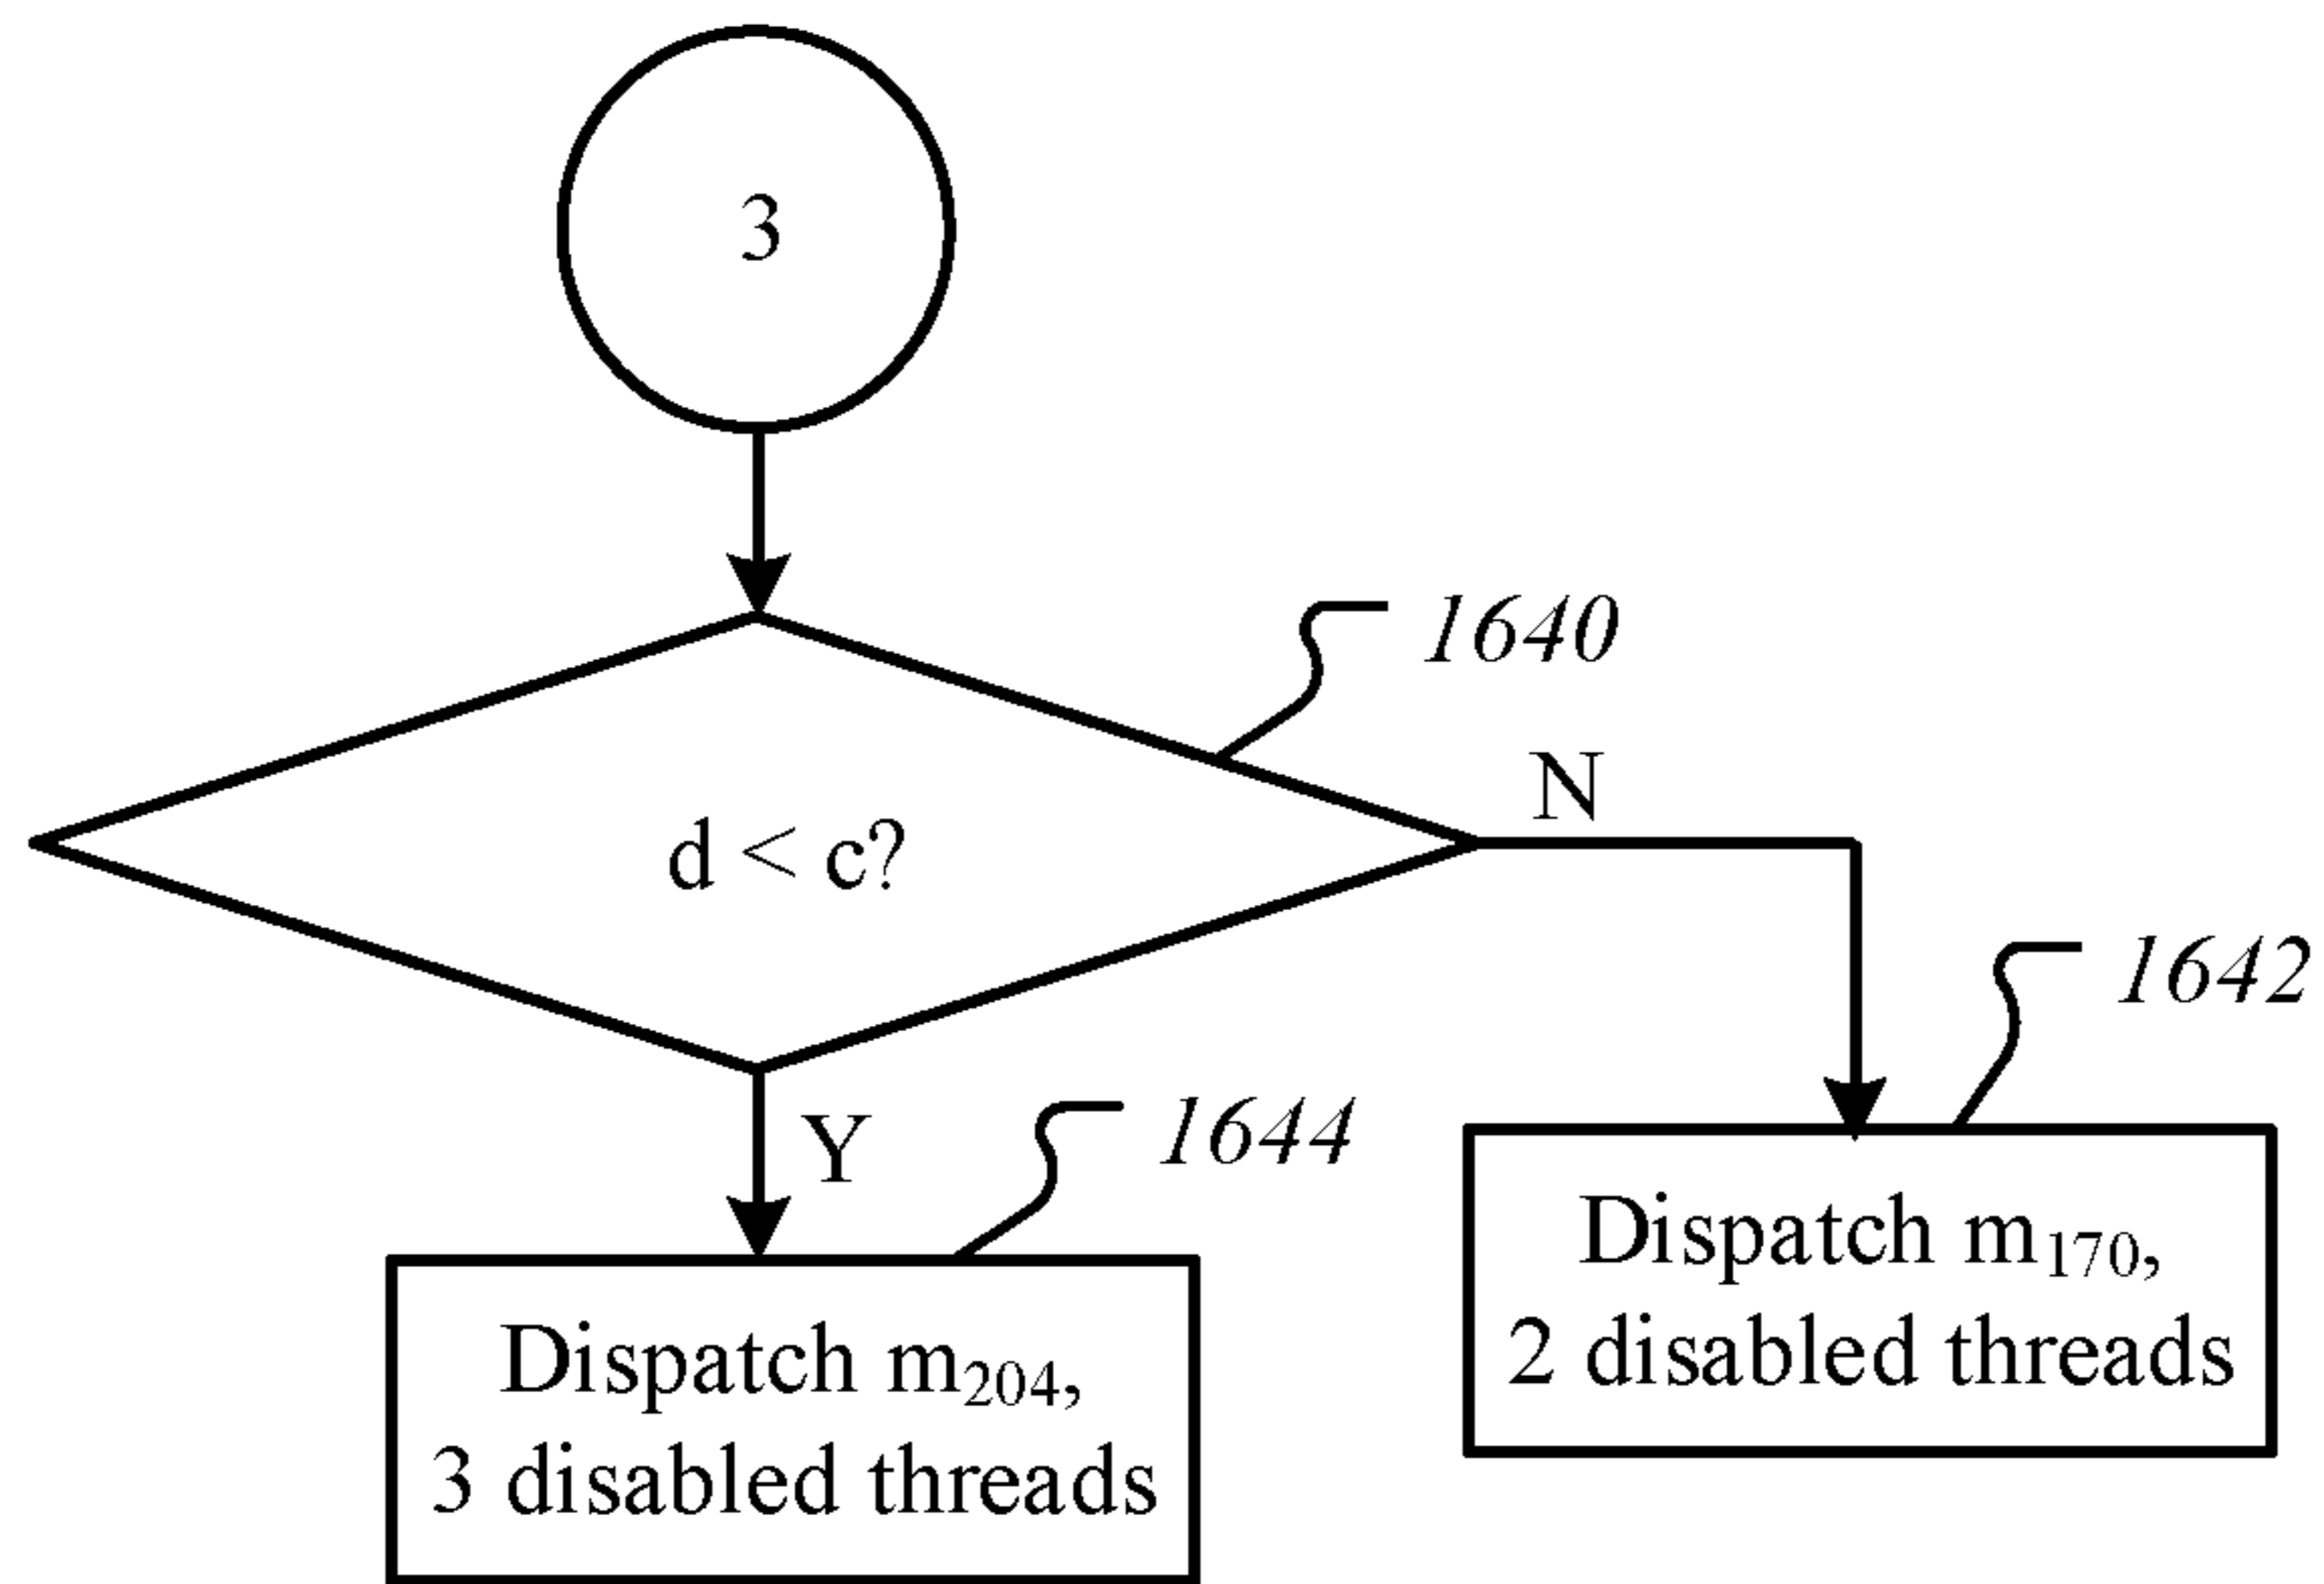 3
1640
N
d < c?
1642
Y
1644
Dispatch m₁₇₀,
2 disabled threads
Dispatch m₂₀₄,
3 disabled threads